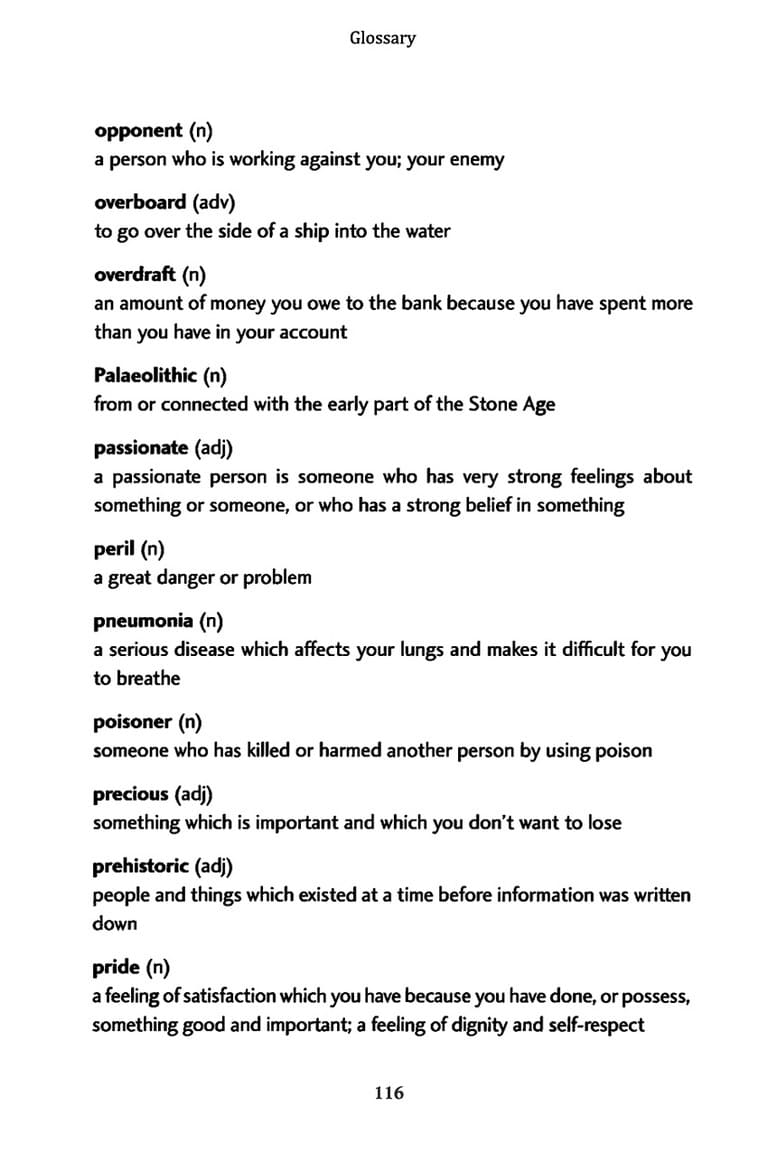 Glossary
opponent (n)
a person who is working against you; your enemy
overboard (adv)
to go over the side of a ship into the water
overdraft (n)
an amount of money you owe to the bank because you have spent more
than you have in your account
Palaeolithic (n)
from or connected with the early part of the Stone Age
passionate (adj)
a passionate person is someone who has very strong feelings about
something or someone, or who has a strong belief in something
peril (n)
a great danger or problem
pneumonia (n)
a serious disease which affects your lungs and makes it difficult for you
to breathe
poisoner (n)
someone who has killed or harmed another person by using poison
precious (adj)
something which is important and which you don't want to lose
prehistoric (adj)
people and things which existed at a time before information was written
down
pride (n)
a feeling of satisfaction which you have because you have done, or possess,
something good and important; a feeling of dignity and self-respect
116